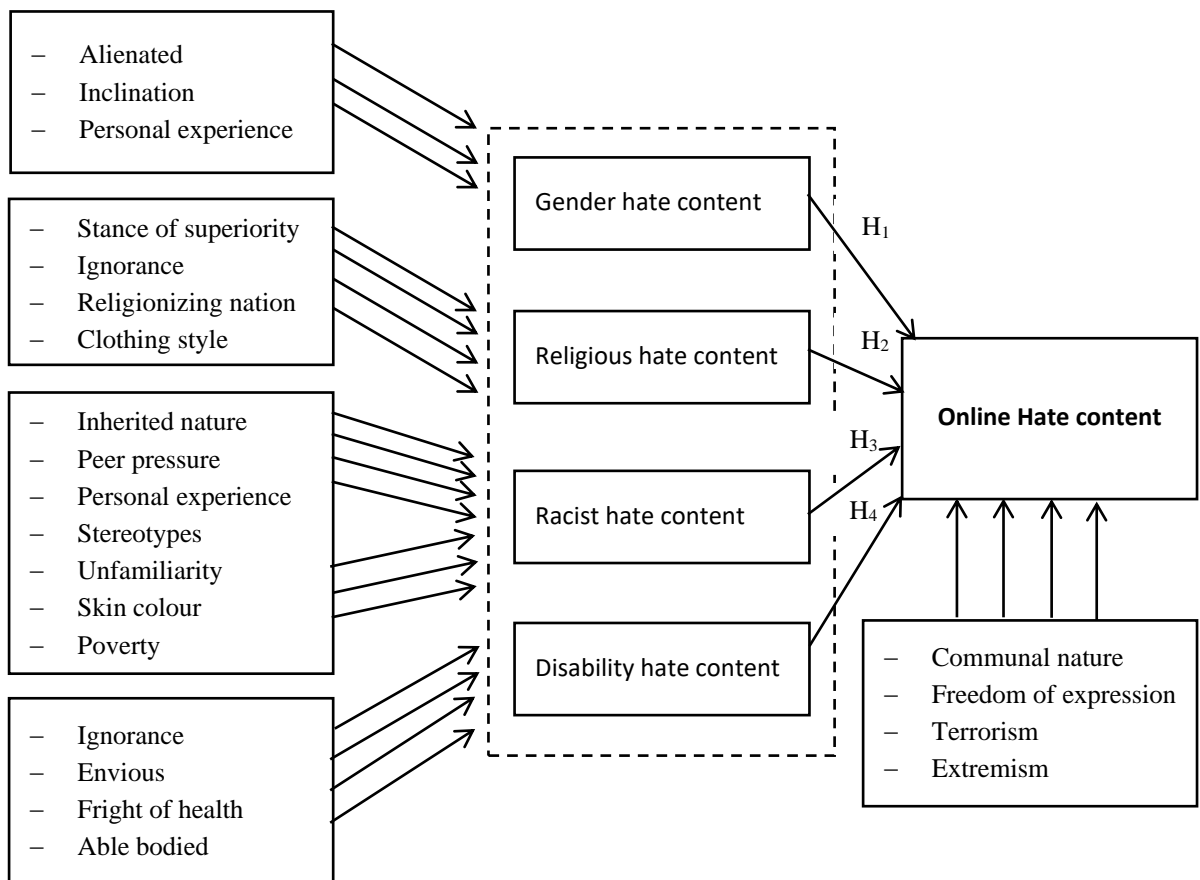 – Alienated
– Inclination
– Personal experience
– Stance of superiority
– Ignorance
– Religionizing nation
– Clothing style
– Inherited nature
– Peer pressure
– Personal experience
– Stereotypes
– Unfamiliarity
– Skin colour
– Poverty
– Ignorance
– Envious
– Fright of health
– Able bodied
Gender hate content
Religious hate content
Racist hate content
Disability hate content
H₁
H₂
H₃
H₄
Online Hate content
– Communal nature
– Freedom of expression
– Terrorism
– Extremism